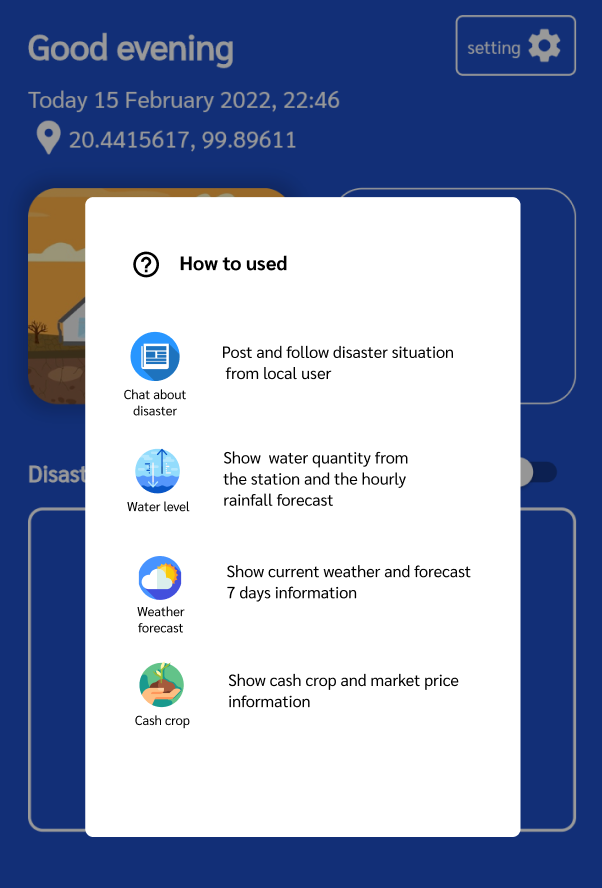 Good evening
setting
Today 15 February 2022, 22:46
20.4415617, 99.89611
How to used
Post and follow disaster situation
from local user
Chat about
disaster
Show water quantity from
the station and the hourly
rainfall forecast
Water level
Show current weather and forecast
7 days information
Weather
forecast
Show cash crop and market price
information
Cash crop